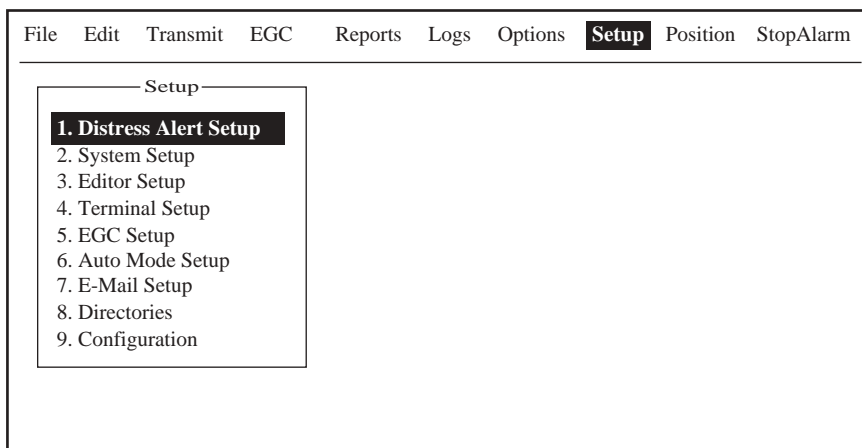 File Edit Transmit EGC Reports Logs Options Setup Position StopAlarm
Setup
1. Distress Alert Setup
2. System Setup
3. Editor Setup
4. Terminal Setup
5. EGC Setup
6. Auto Mode Setup
7. E-Mail Setup
8. Directories
9. Configuration